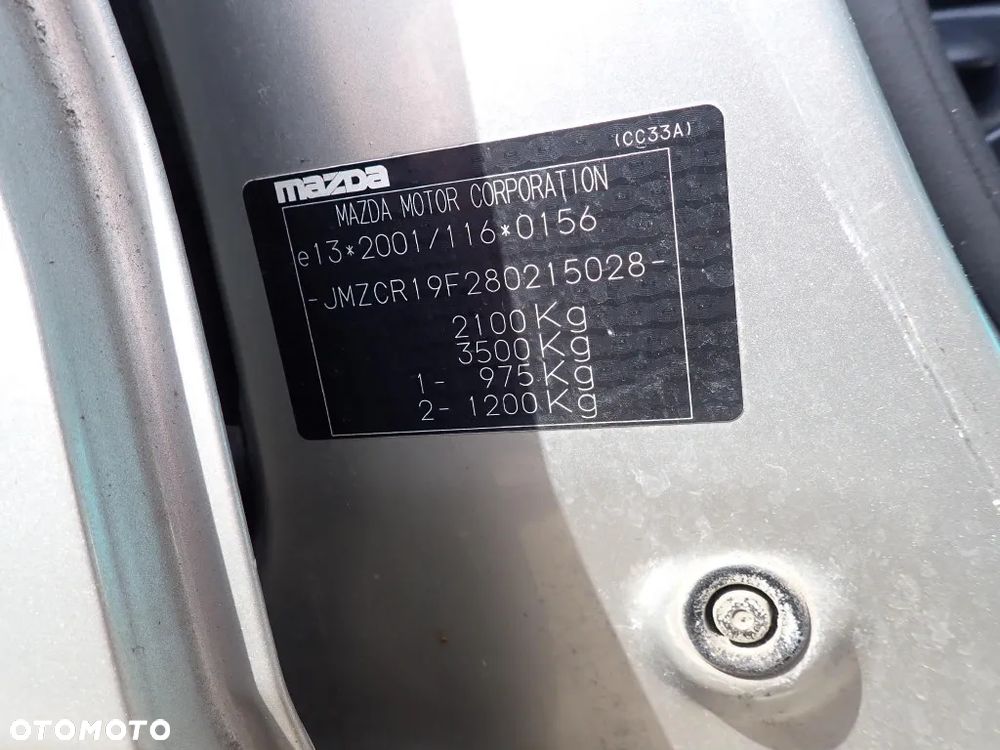 (CC33A)
mazda
MAZDA MOTOR CORPORATION
e13*2001/116*0156
-JMZCR19F280215028-
2100Kg
3500Kg
1- 975Kg
2- 1200Kg
OTOMOTO